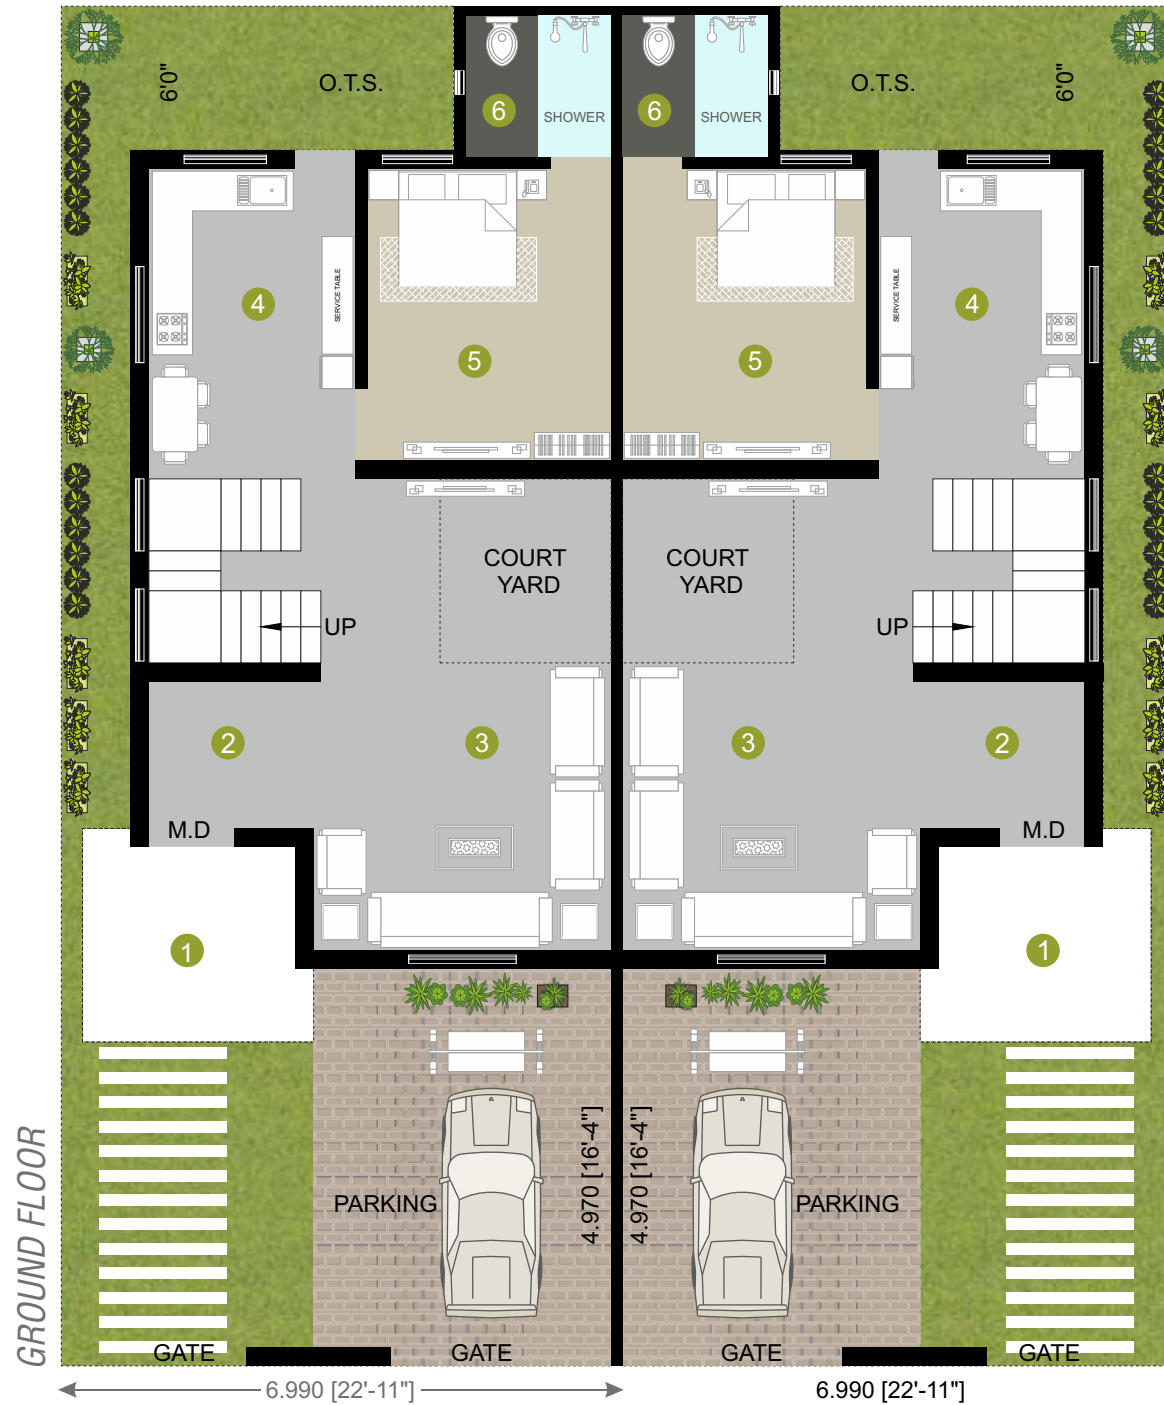 6'0"
O.T.S.
O.T.S.
6'0"
6
SHOWER
6
SHOWER
4
SERVICE TABLE
SERVICE TABLE
4
5
5
COURT
YARD
COURT
YARD
UP
UP
2
3
3
2
M.D
M.D
1
1
PARKING
4.970 [16'-4"]
4.970 [16'-4"]
PARKING
GROUND FLOOR
GATE
GATE
GATE
GATE
6.990 [22'-11"]
6.990 [22'-11"]